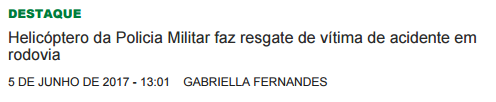 DESTAQUE
Helicóptero da Policia Militar faz resgate de vítima de acidente em
rodovia
5 DE JUNHO DE 2017 - 13:01 GABRIELLA FERNANDES